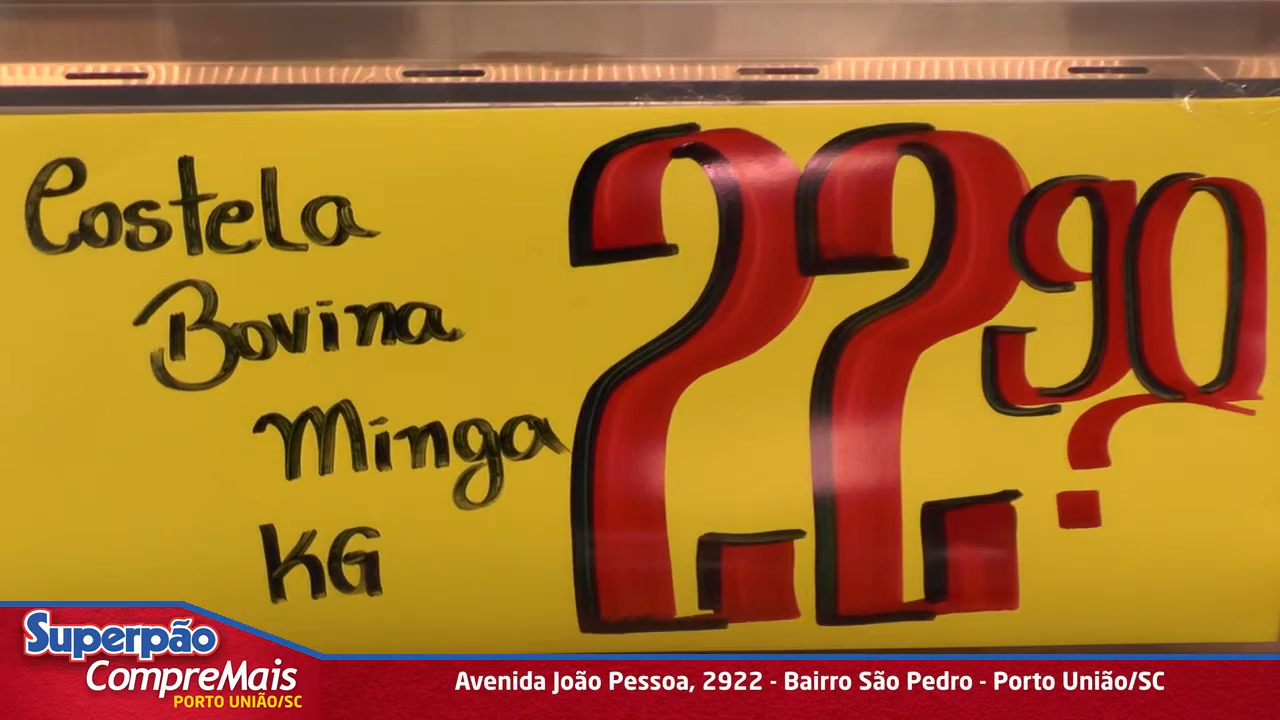 Costela
Bovina
Minga
KG
22,90
Superpão
CompreMais
PORTO UNIÃO/SC
Avenida João Pessoa, 2922 - Bairro São Pedro - Porto União/SC